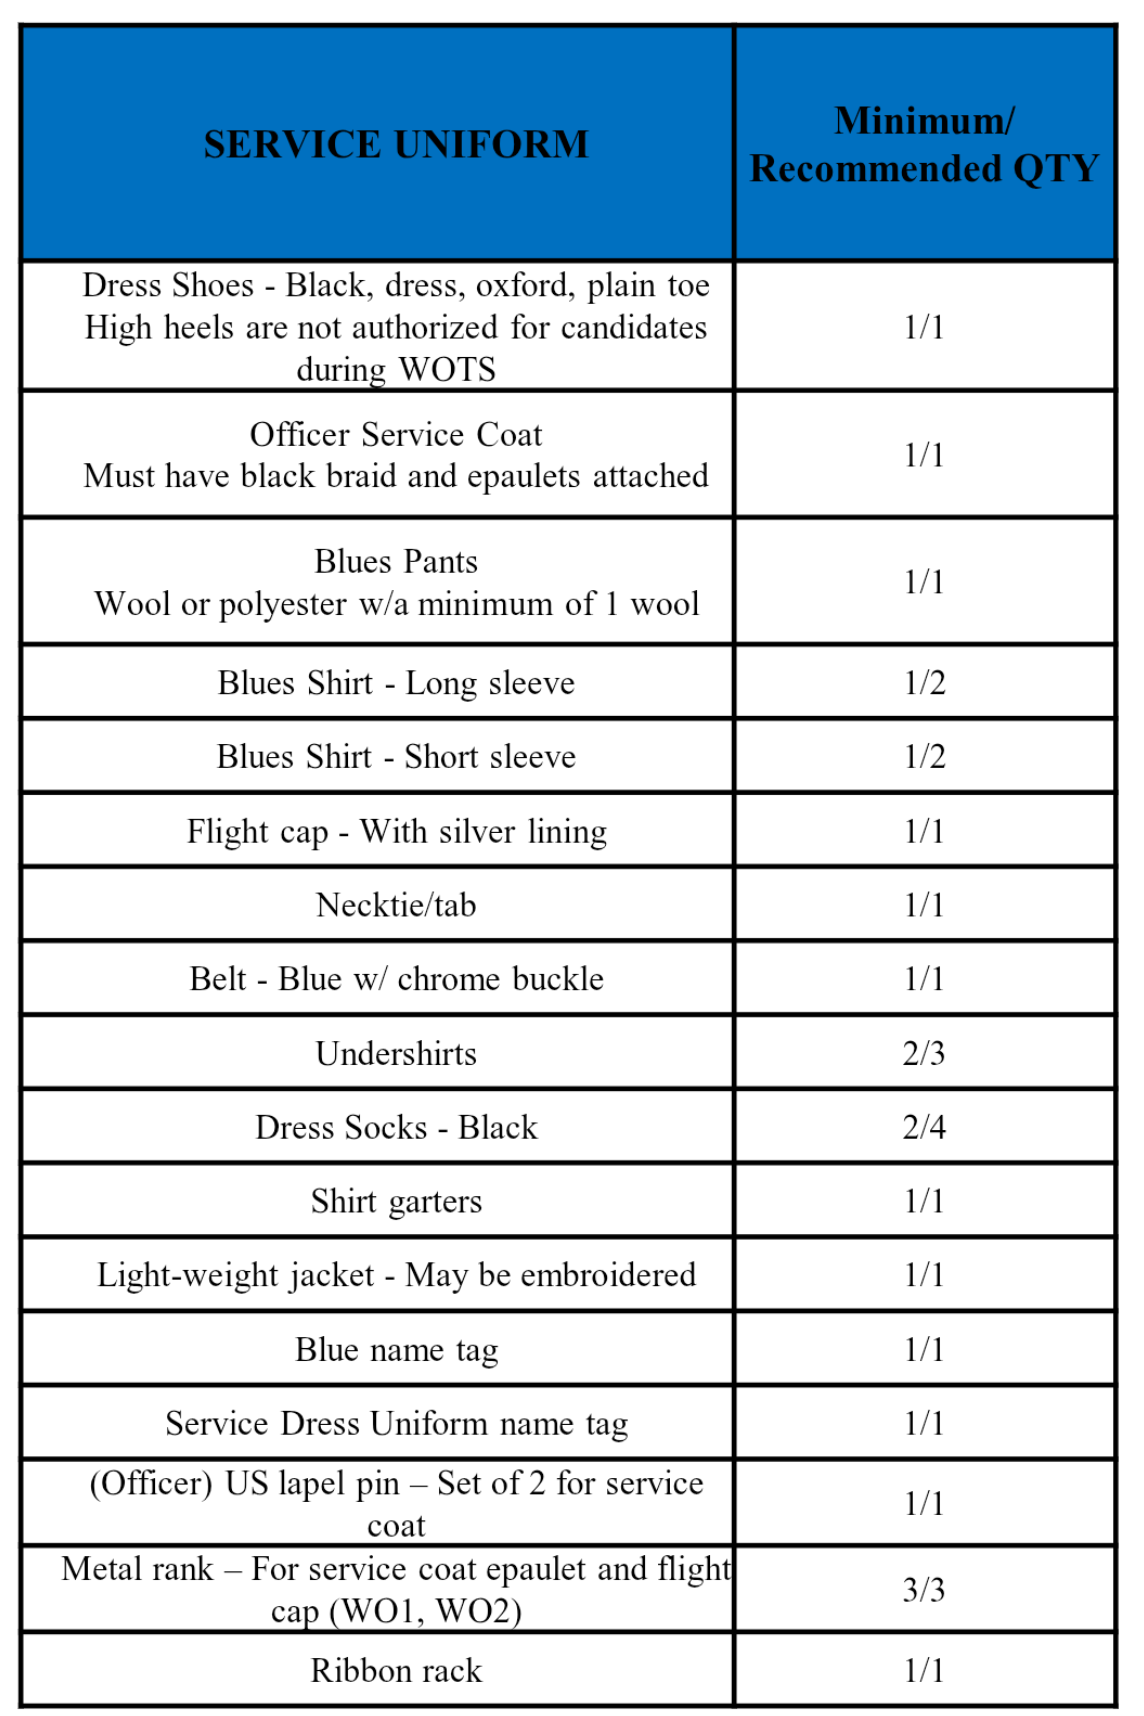 SERVICE UNIFORM
Minimum/
Recommended QTY
Dress Shoes - Black, dress, oxford, plain toe
High heels are not authorized for candidates
during WOTS
1/1
Officer Service Coat
Must have black braid and epaulets attached
1/1
Blues Pants
Wool or polyester w/a minimum of 1 wool
1/1
Blues Shirt - Long sleeve
1/2
Blues Shirt - Short sleeve
1/2
Flight cap - With silver lining
1/1
Necktie/tab
1/1
Belt - Blue w/ chrome buckle
1/1
Undershirts
2/3
Dress Socks - Black
2/4
Shirt garters
1/1
Light-weight jacket - May be embroidered
1/1
Blue name tag
1/1
Service Dress Uniform name tag
1/1
(Officer) US lapel pin – Set of 2 for service
coat
1/1
Metal rank – For service coat epaulet and flight
cap (WO1, WO2)
3/3
Ribbon rack
1/1